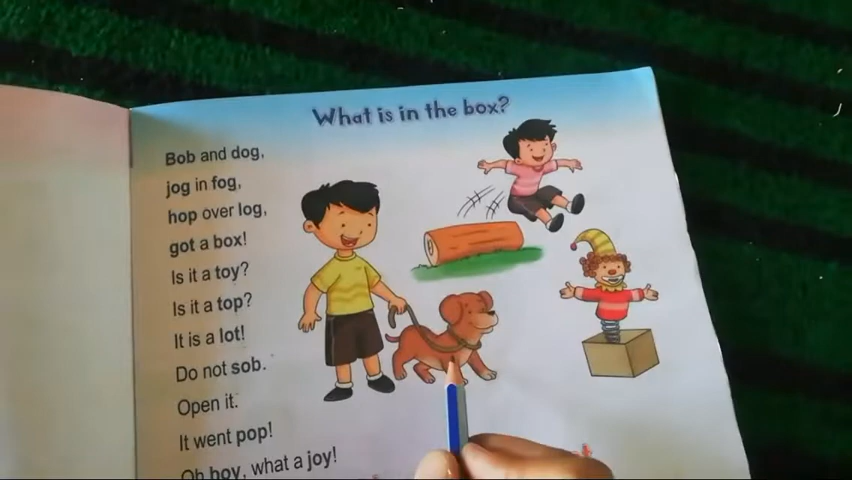 What is in the box?
Bob and dog,
jog in fog,
hop over log,
got a box!
Is it a toy?
Is it a top?
It is a lot!
Do not sob.
Open it.
It went pop!
Oh boy, what a joy!